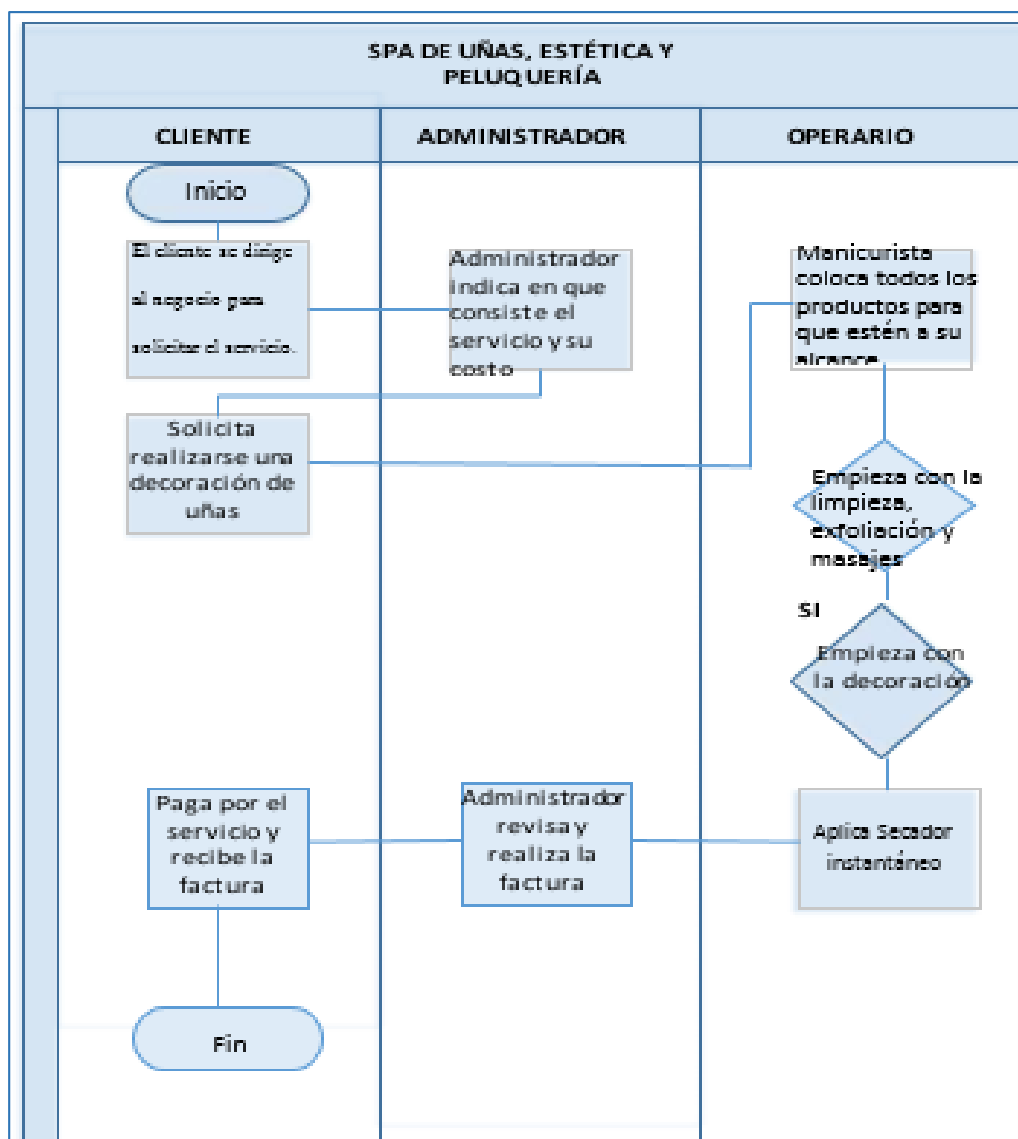 SPA DE UÑAS, ESTÉTICA Y
PELUQUERÍA
CLIENTE
ADMINISTRADOR
OPERARIO
Inicio
El cliente se dirige
al negocio para
solicitar el servicio.
Administrador
indica en que
consiste el
servicio y su
costo
Manicurista
coloca todos los
productos para
que estén a su
alcance
Solicita
realizarse una
decoración de
uñas
Empieza con la
limpieza,
exfoliación y
masajes
SI
Empieza con
la decoración
Paga por el
servicio y
recibe la
factura
Administrador
revisa y
realiza la
factura
Aplica Secador
instantáneo
Fin